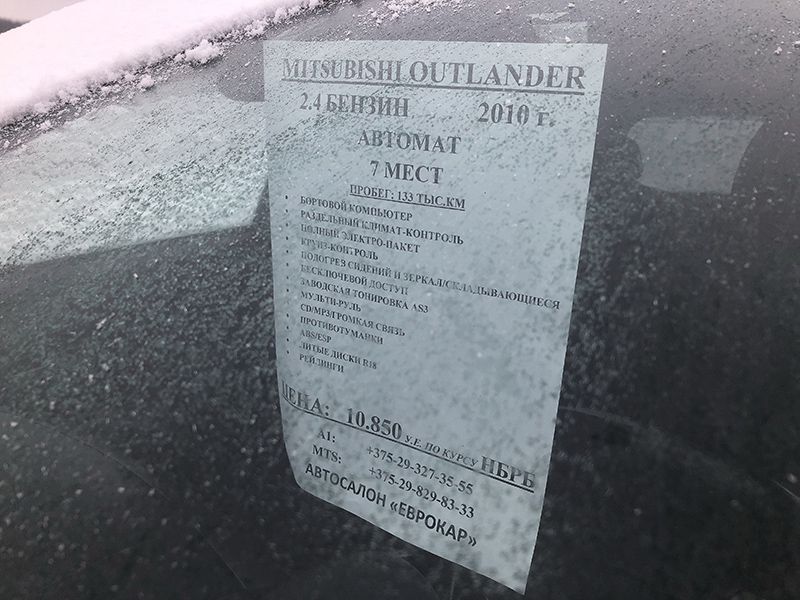 MITSUBISHI OUTLANDER
2.4 БЕНЗИН 2010 г.
АВТОМАТ
7 МЕСТ
ПРОБЕГ: 133 ТЫС.КМ
• БОРТОВОЙ КОМПЬЮТЕР
• РАЗДЕЛЬНЫЙ КЛИМАТ-КОНТРОЛЬ
• ПОЛНЫЙ ЭЛЕКТРО-ПАКЕТ
• КРУИЗ-КОНТРОЛЬ
• ПОДОГРЕВ СИДЕНИЙ И ЗЕРКАЛ/СКЛАДЫВАЮЩИЕСЯ
• БЕСКЛЮЧЕВОЙ ДОСТУП
• ЗАВОДСКАЯ ТОНИРОВКА AS3
• МУЛЬТИ-РУЛЬ
• CD/MP3/ГРОМКАЯ СВЯЗЬ
• ПРОТИВОТУМАНКИ
• ABS/ESP
• ЛИТЫЕ ДИСКИ R18
• РЕЙЛИНГИ
ЦЕНА: 10.850 У.Е. ПО КУРСУ НБРБ
А1: +375-29-327-35-55
МТS: +375-29-829-83-33
АВТОСАЛОН «ЕВРОКАР»